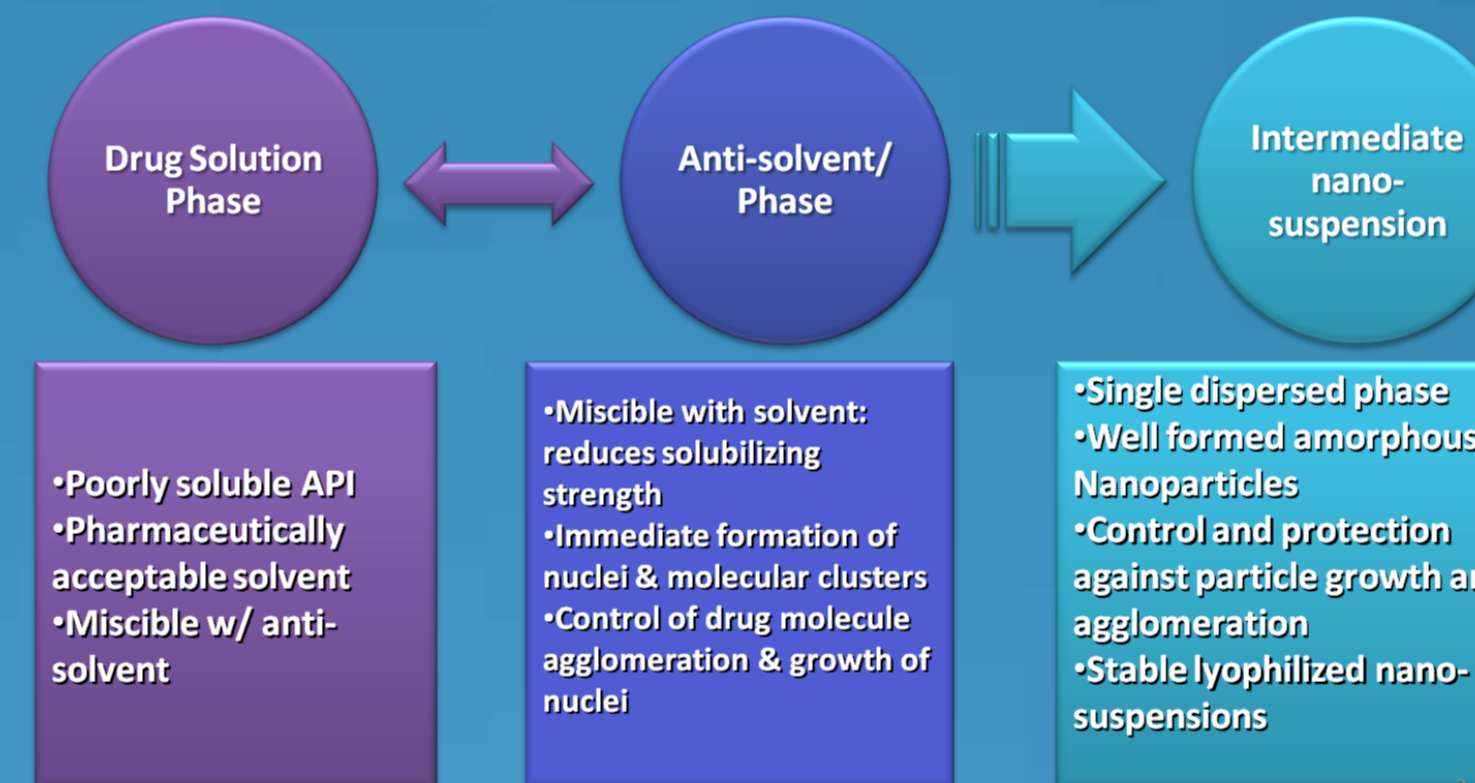 Drug Solution
Phase
Anti-solvent/
Phase
Intermediate
nano-
suspension
•Poorly soluble API
•Pharmaceutically
acceptable solvent
•Miscible w/ anti-
solvent
•Miscible with solvent:
reduces solubilizing
strength
•Immediate formation of
nuclei & molecular clusters
•Control of drug molecule
agglomeration & growth of
nuclei
•Single dispersed phase
•Well formed amorphous
Nanoparticles
•Control and protection
against particle growth
agglomeration
•Stable lyophilized nano-
suspensions